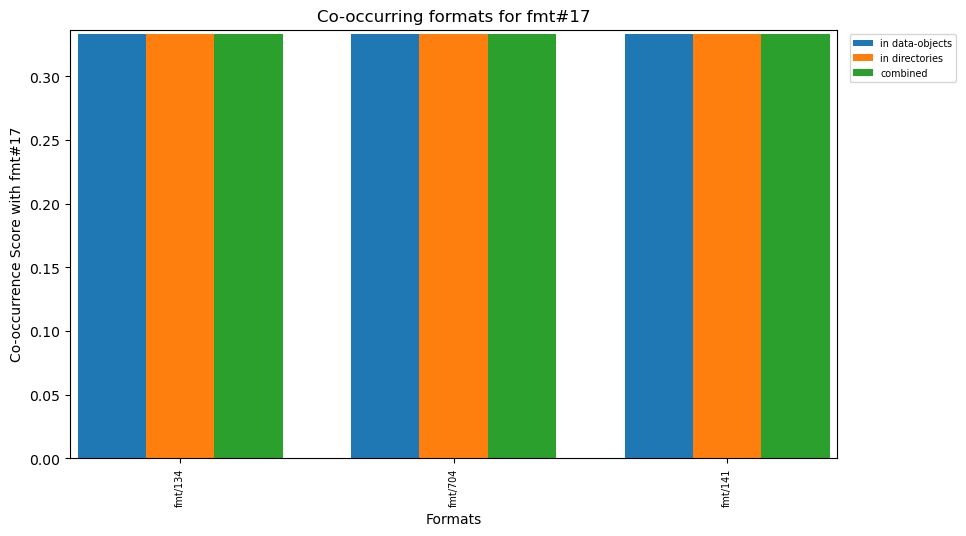 Co-occurring formats for fmt#17
in data-objects
in directories
combined
Co-occurrence Score with fmt#17
0.30
0.25
0.20
0.15
0.10
0.05
0.00
fmt/134
fmt/704
fmt/141
Formats